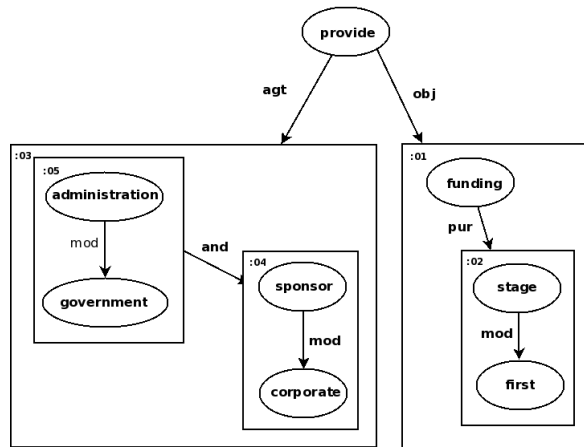 provide
agt
obj
:03
:01
:05
administration
funding
mod
and
pur
:04
:02
government
sponsor
stage
mod
mod
corporate
first